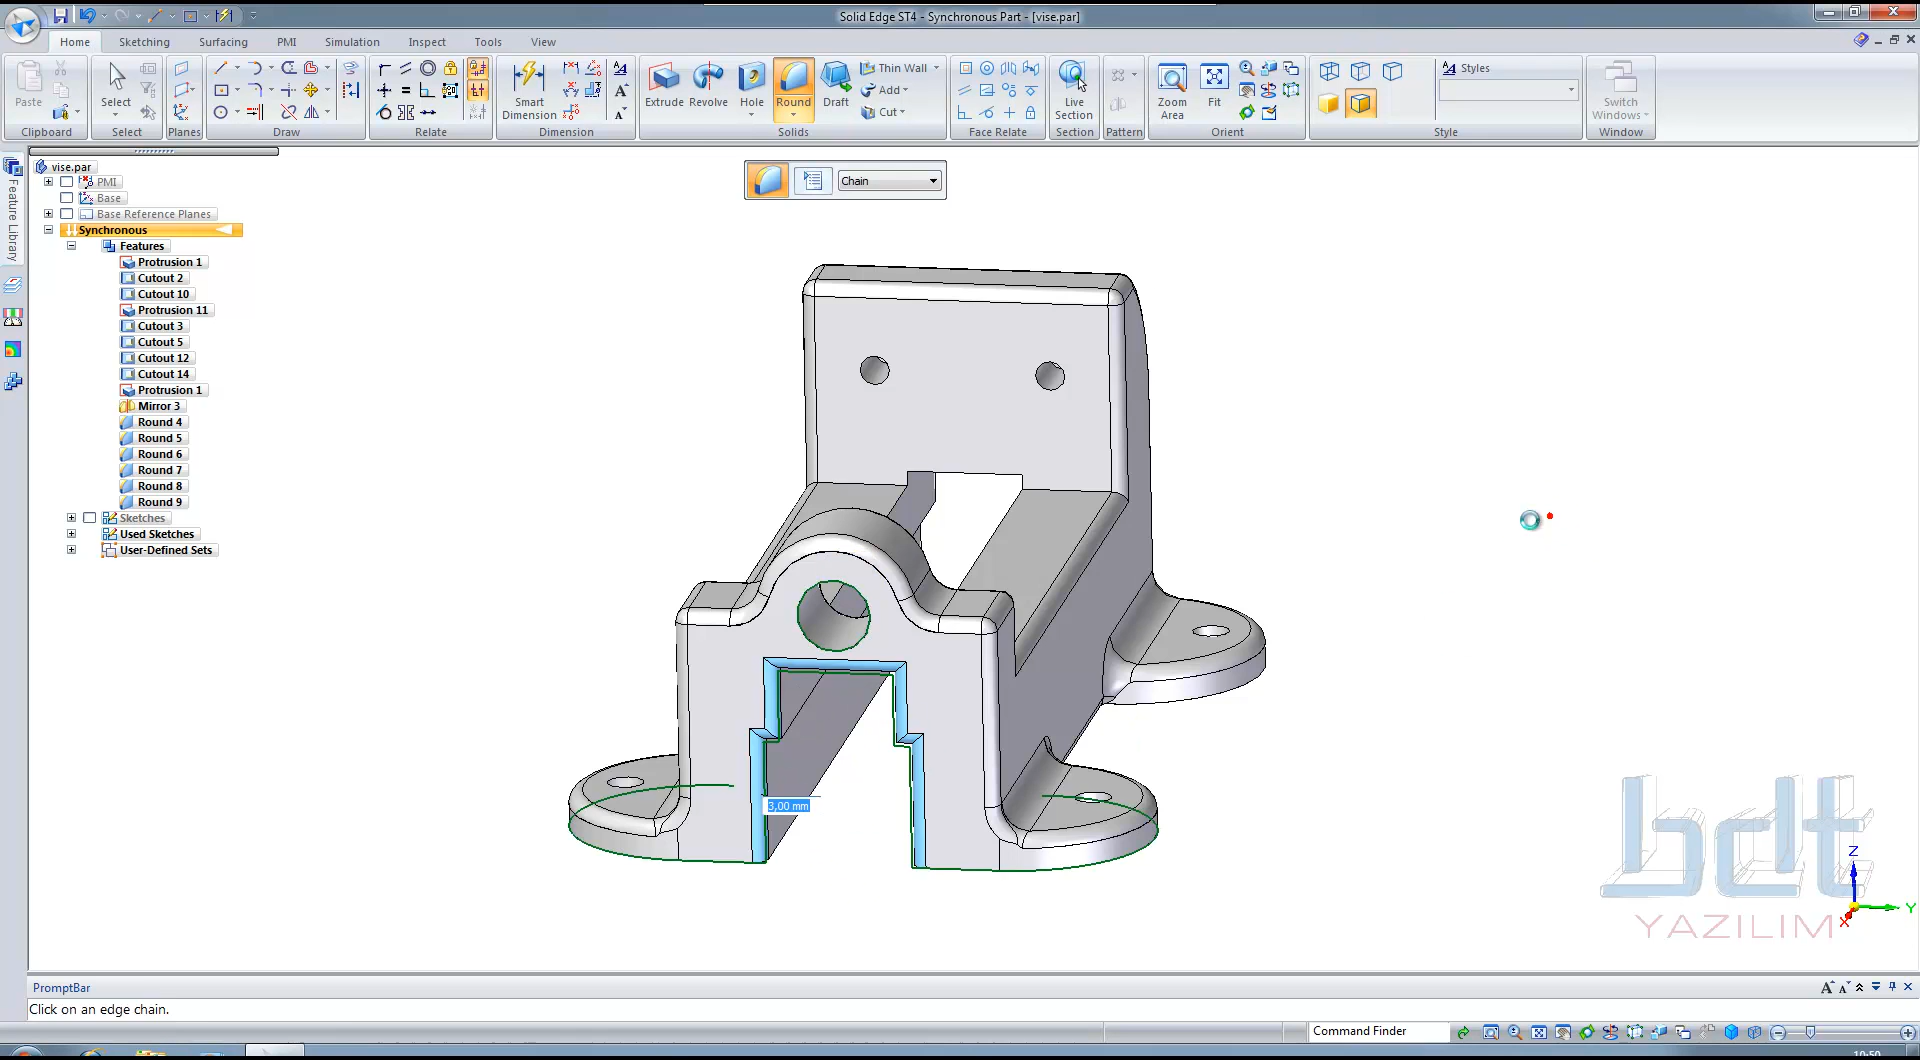 Solid Edge ST4 - Synchronous Part - [vise.par]
Home Sketching Surfacing PMI Simulation Inspect Tools View
Paste
Clipboard
Select
Select
Planes
Draw
Relate
Smart Dimension
Dimension
Extrude Revolve Hole Round Draft
Thin Wall
Add
Cut
Solids
Face Relate
Live Section
Section
Pattern
Zoom Area
Fit
Orient
Style
Styles
Switch Windows
Window
Feature Library
Chain
vise.par
PMI
Base
Base Reference Planes
Synchronous
Features
Protrusion 1
Cutout 2
Cutout 10
Protrusion 11
Cutout 3
Cutout 5
Cutout 12
Cutout 14
Protrusion 1
Mirror 3
Round 4
Round 5
Round 6
Round 7
Round 8
Round 9
Sketches
Used Sketches
User-Defined Sets
3,00 mm
bdt
YAZILIM
Z
Y
X
PromptBar
Click on an edge chain.
Command Finder
10:50